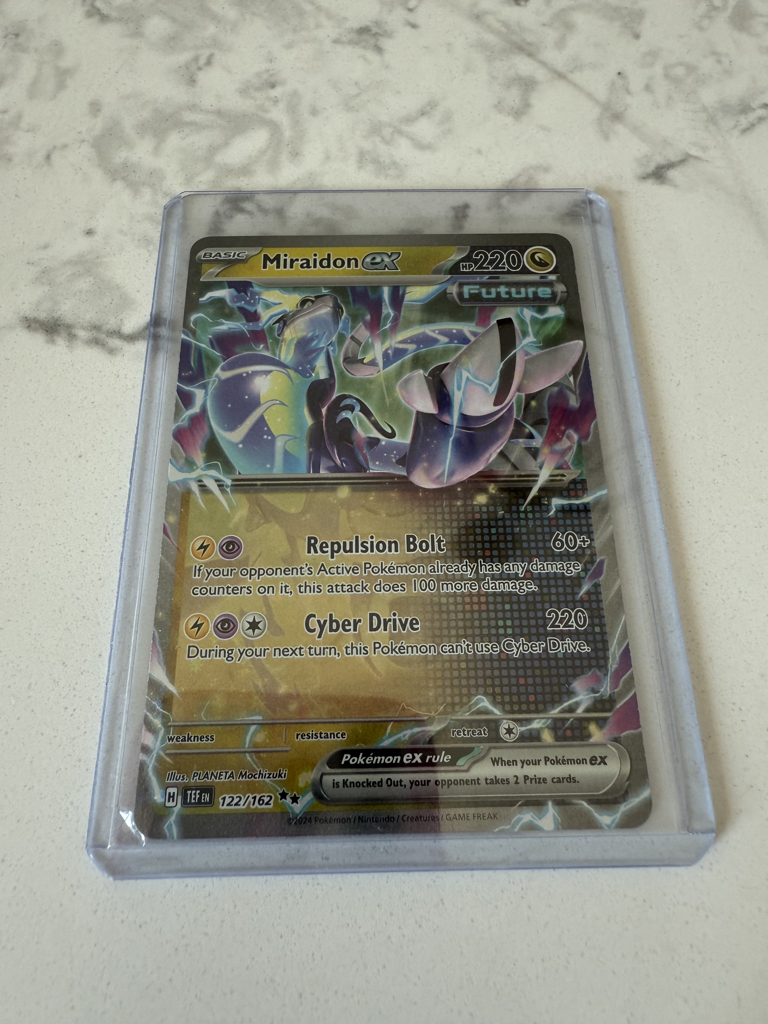 BASIC Miraidon ex HP 220
Future
Repulsion Bolt 60+
If your opponent's Active Pokémon already has any damage
counters on it, this attack does 100 more damage.
Cyber Drive 220
During your next turn, this Pokémon can't use Cyber Drive.
weakness resistance retreat
Pokémon ex rule When your Pokémon ex
is Knocked Out, your opponent takes 2 Prize cards.
Illus. PLANETA Mochizuki
H TEF EN 122/162 ★★
©2024 Pokémon / Nintendo / Creatures / GAME FREAK